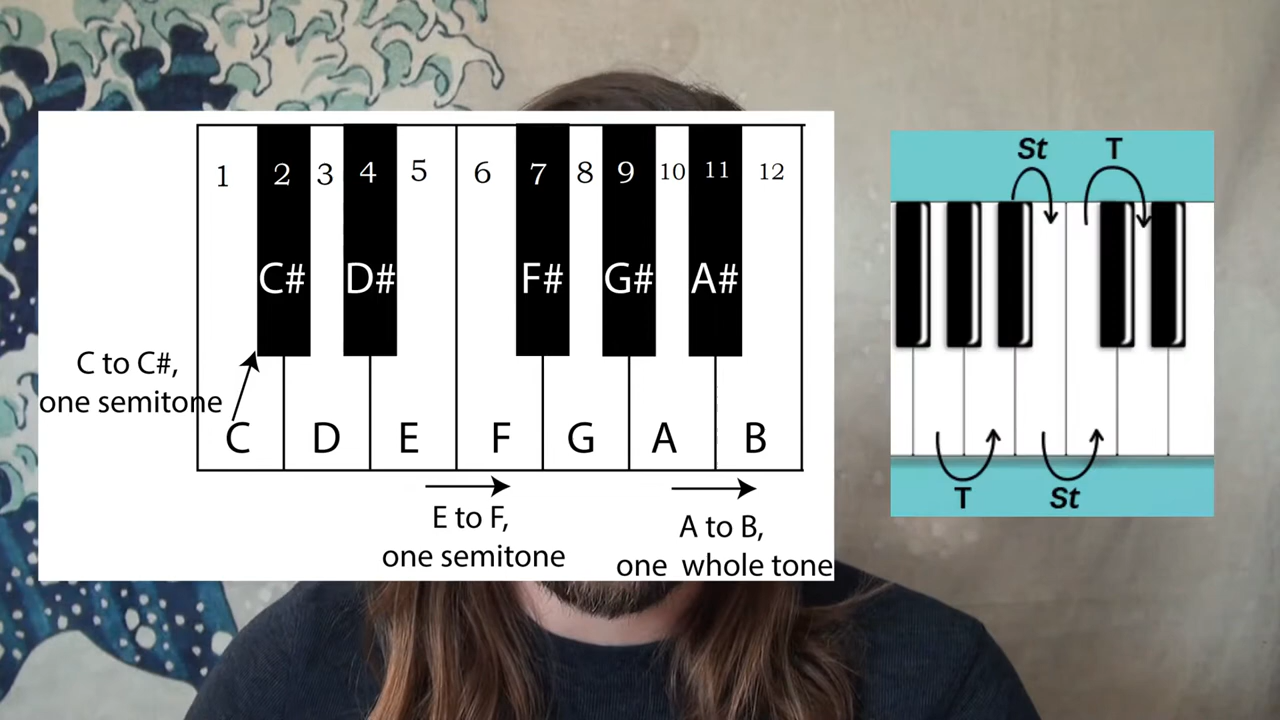 1 2 3 4 5 6 7 8 9 10 11 12
C# D# F# G# A#
C to C#,
one semitone
C D E F G A B
E to F,
one semitone
A to B,
one whole tone
St T
T St